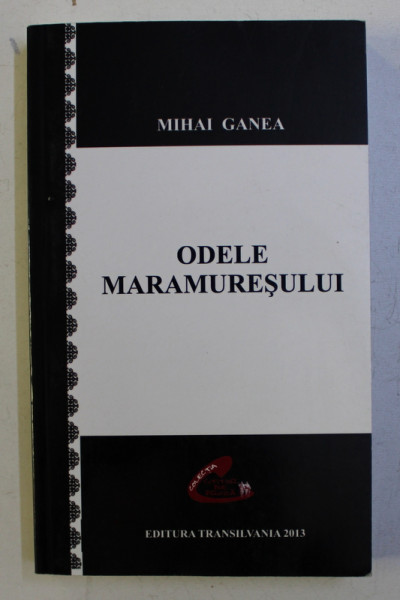 MIHAI GANEA
ODELE
MARAMUREŞULUI
EDITURA TRANSILVANIA 2013